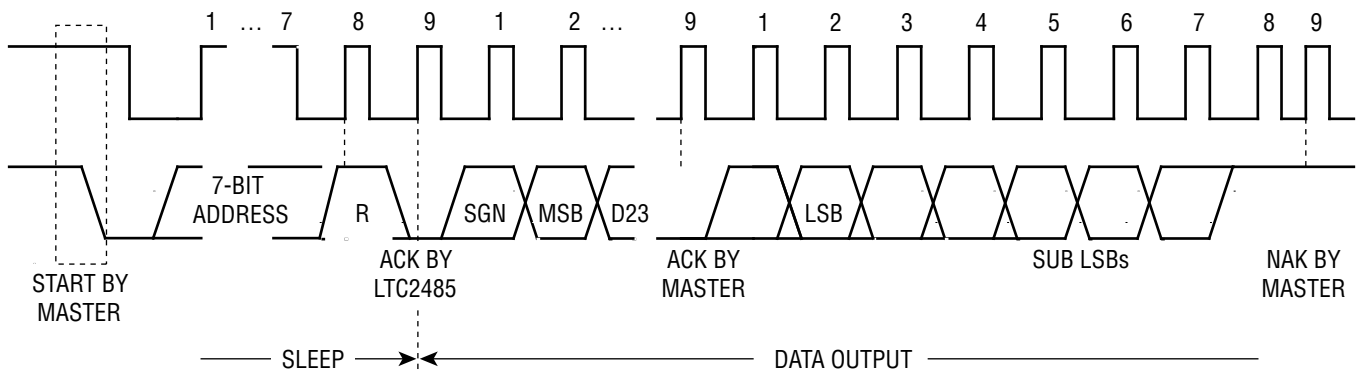 1 … 7 8 9 1 2 … 9 1 2 3 4 5 6 7 8 9
7-BIT
ADDRESS
R
SGN
MSB
D23
LSB
START BY
MASTER
ACK BY
LTC2485
ACK BY
MASTER
SUB LSBs
NAK BY
MASTER
SLEEP
DATA OUTPUT